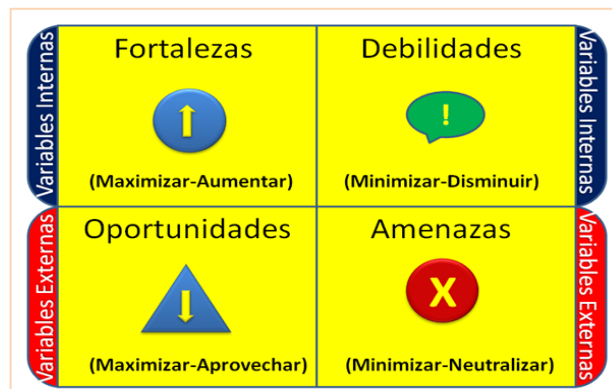 Variables Internas
Fortalezas
(Maximizar-Aumentar)
Debilidades
!
(Minimizar-Disminuir)
Variables Internas
Variables Externas
Oportunidades
(Maximizar-Aprovechar)
Amenazas
X
(Minimizar-Neutralizar)
Variables Externas